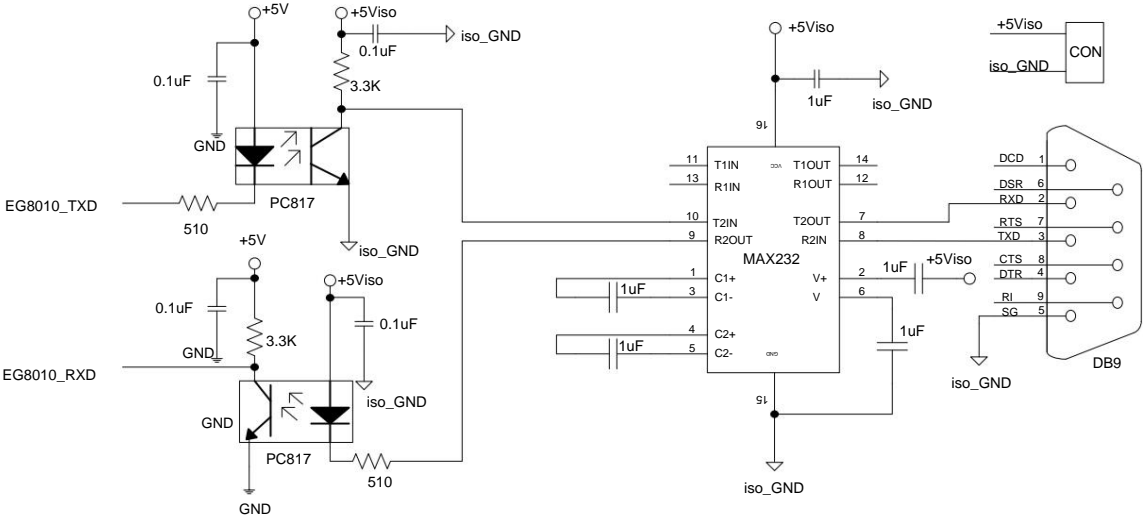 +5V
+5Viso
0.1uF
iso_GND
0.1uF
3.3K
GND
EG8010_TXD
510
PC817
iso_GND
+5V
+5Viso
0.1uF
0.1uF
3.3K
GND
EG8010_RXD
iso_GND
GND
PC817
510
GND
+5Viso
1uF
iso_GND
16
VCC
11
T1IN
T1OUT
14
13
R1IN
R1OUT
12
10
T2IN
T2OUT
7
9
R2OUT
R2IN
8
MAX232
1
C1+
V+
2
1uF
+5Viso
3
C1-
V
6
1uF
4
C2+
1uF
5
C2-
1uF
GND
15
iso_GND
+5Viso
iso_GND
CON
DCD 1
DSR 6
RXD 2
RTS 7
TXD 3
CTS 8
DTR 4
RI 9
SG 5
iso_GND
DB9